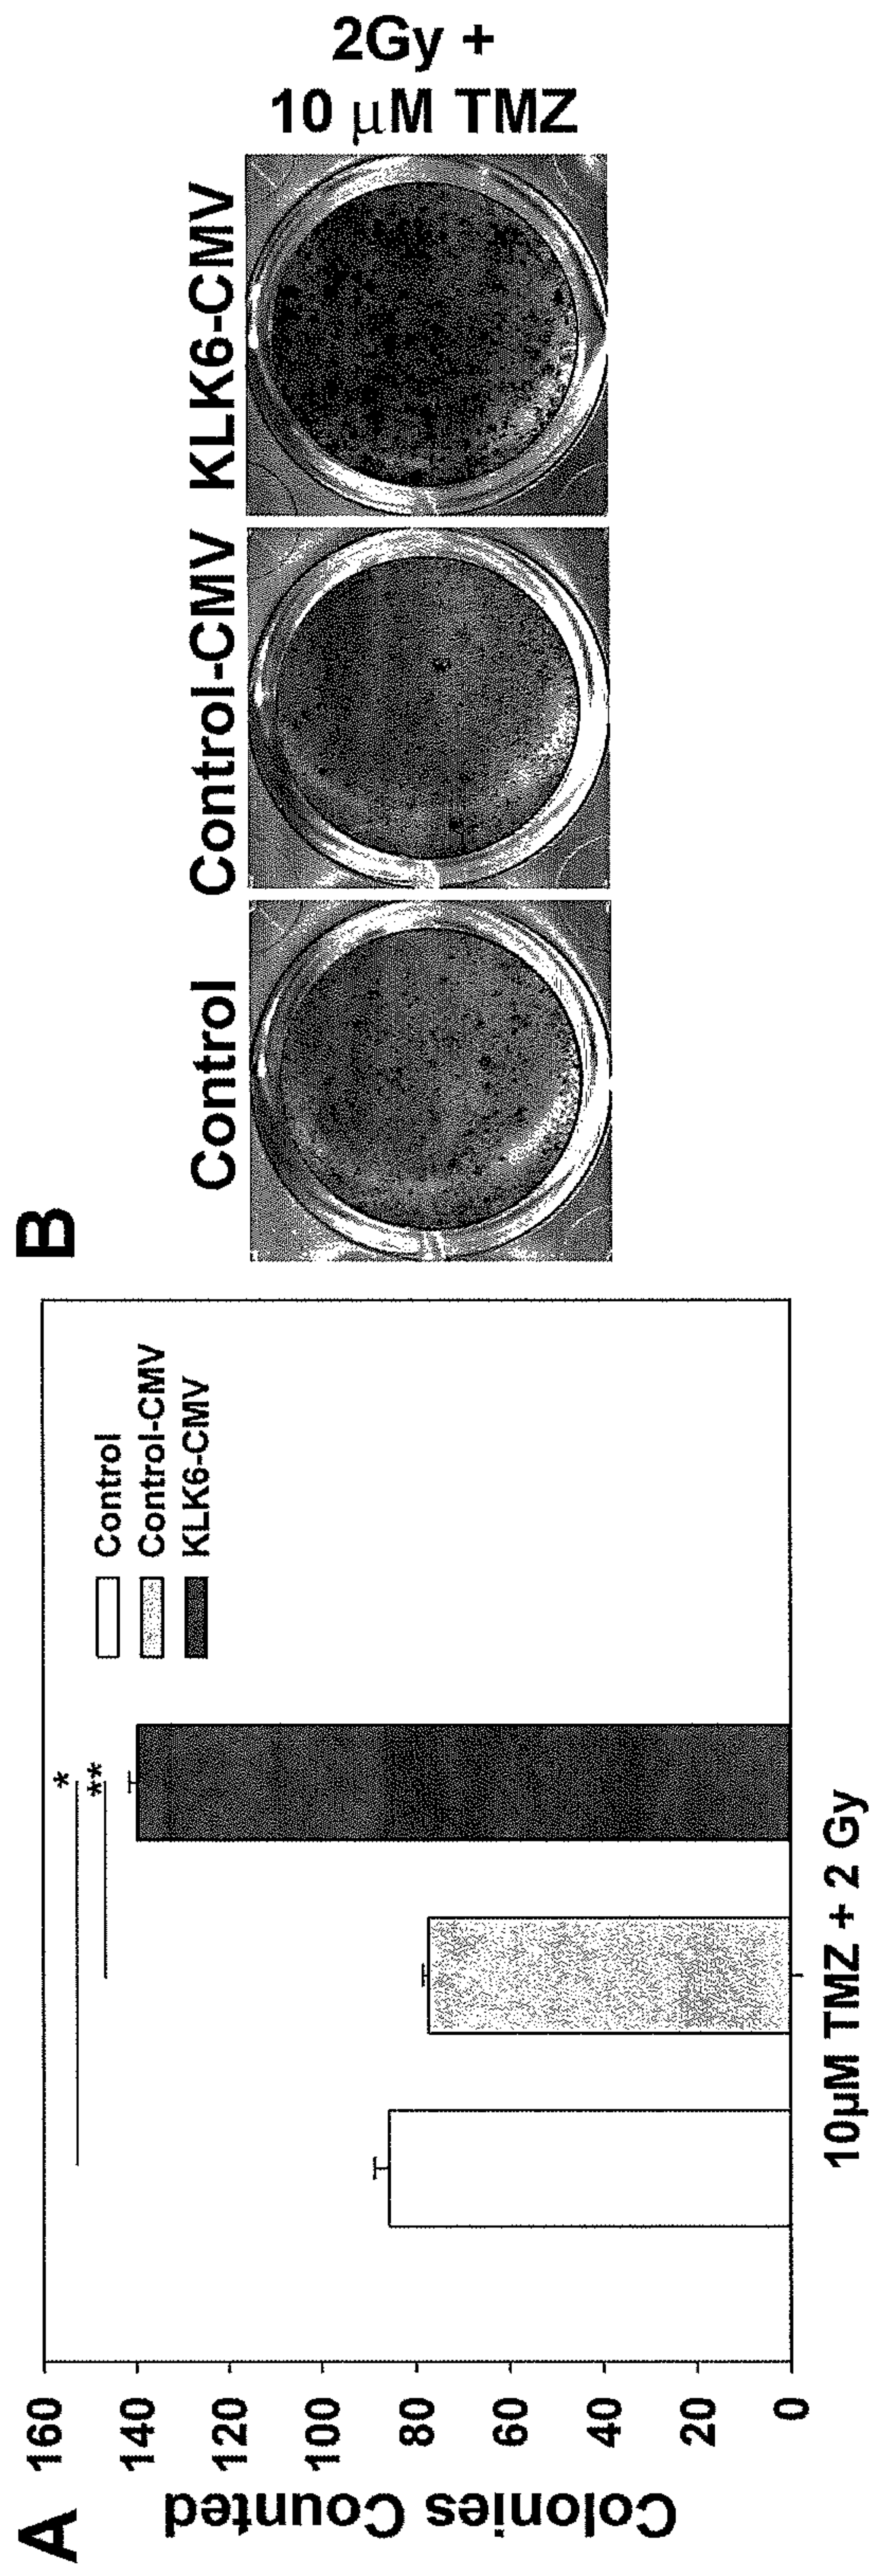 A
Colonies Counted
160
140
120
100
80
60
40
20
0
*
**
Control
Control-CMV
KLK6-CMV
10µM TMZ + 2 Gy
B
Control
Control-CMV
KLK6-CMV
2Gy +
10 µM TMZ